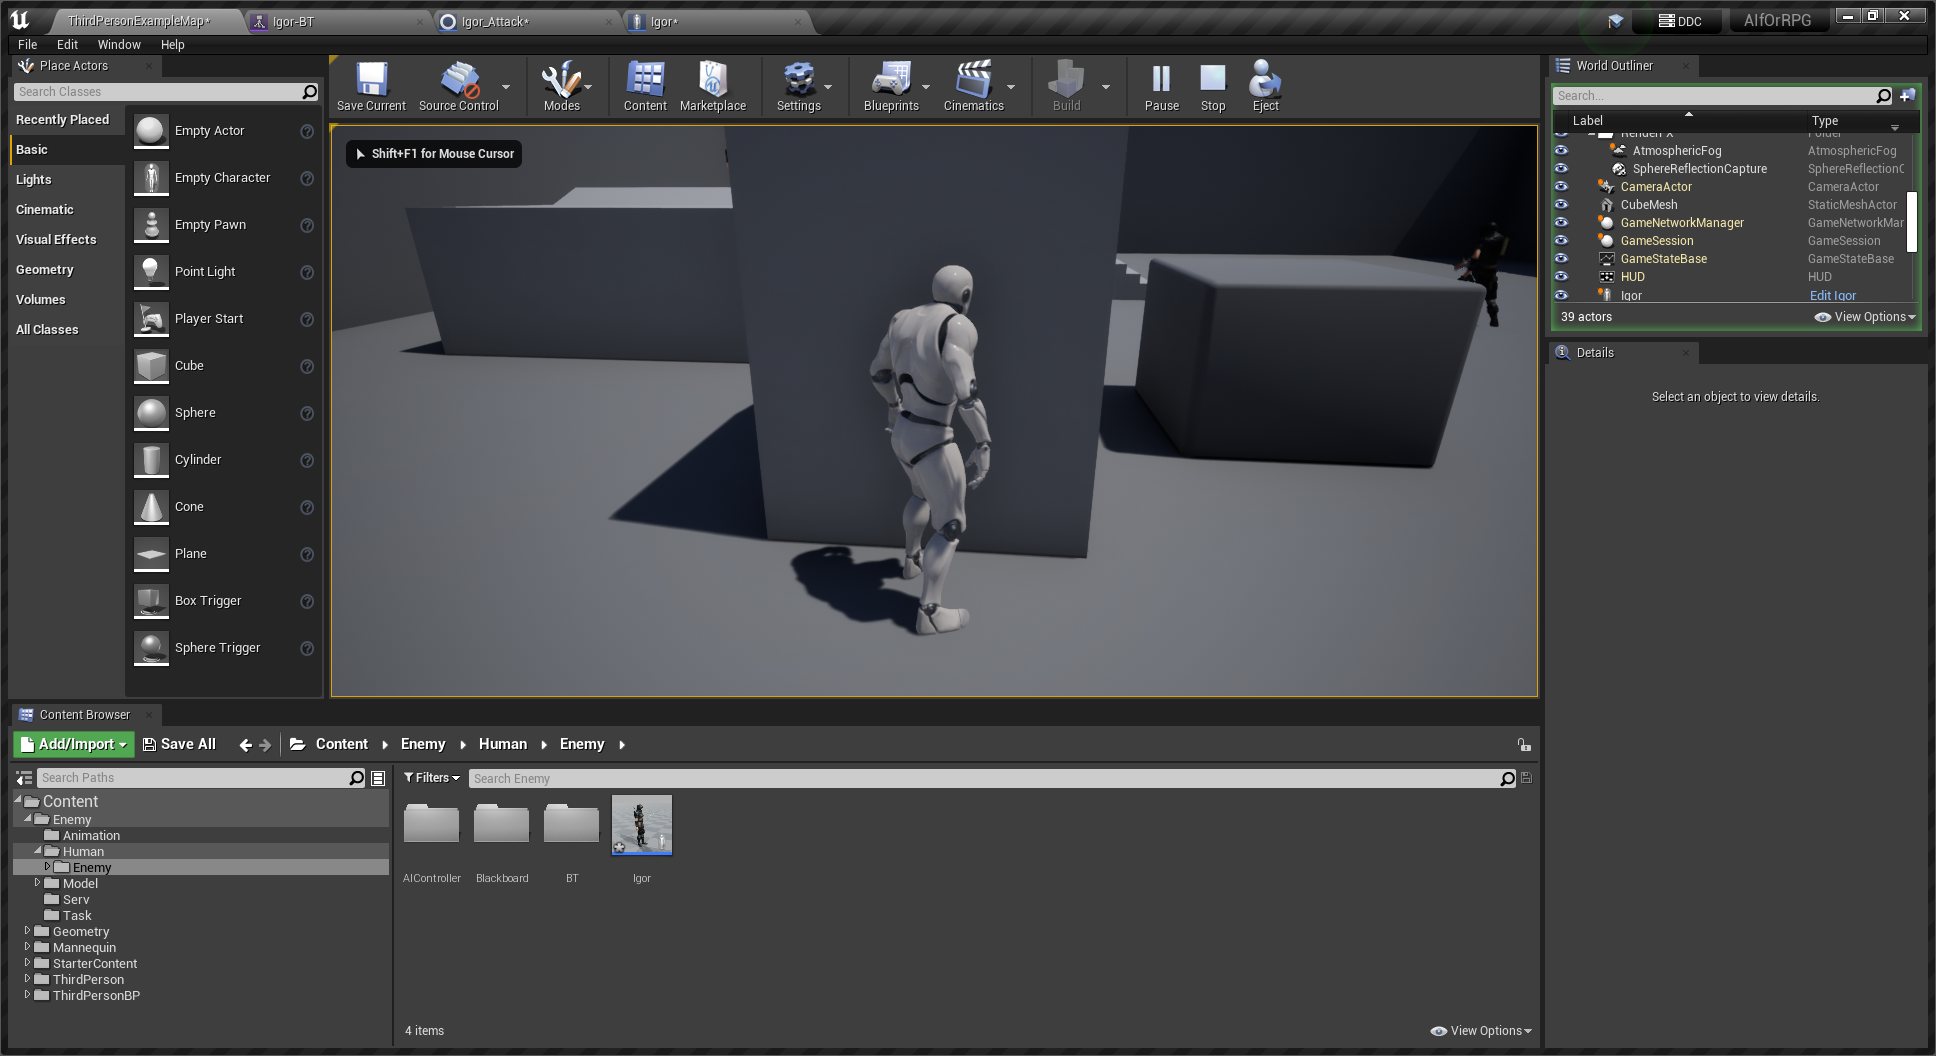 ThirdPersonExampleMap*
Igor-BT
Igor_Attack*
Igor*
DDC
AIfOrRPG
File
Edit
Window
Help
Place Actors
Search Classes
Recently Placed
Basic
Lights
Cinematic
Visual Effects
Geometry
Volumes
All Classes
Empty Actor
Empty Character
Empty Pawn
Point Light
Player Start
Cube
Sphere
Cylinder
Cone
Plane
Box Trigger
Sphere Trigger
Save Current
Source Control
Modes
Content
Marketplace
Settings
Blueprints
Cinematics
Build
Pause
Stop
Eject
Shift+F1 for Mouse Cursor
World Outliner
Search...
Label
Type
RenderFX
Folder
AtmosphericFog
AtmosphericFog
SphereReflectionCapture
SphereReflectionC
CameraActor
CameraActor
CubeMesh
StaticMeshActor
GameNetworkManager
GameNetworkMar
GameSession
GameSession
GameStateBase
GameStateBase
HUD
HUD
Igor
Edit Igor
39 actors
View Options
Details
Select an object to view details.
Content Browser
Add/Import
Save All
Content
Enemy
Human
Enemy
Search Paths
Filters
Search Enemy
Content
Enemy
Animation
Human
Enemy
Model
Serv
Task
Geometry
Mannequin
StarterContent
ThirdPerson
ThirdPersonBP
AIController
Blackboard
BT
Igor
4 items
View Options